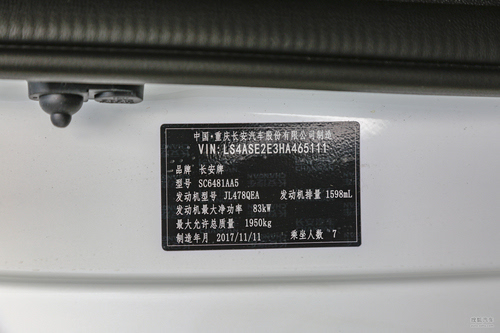 中国·重庆长安汽车股份有限公司制造
VIN:LS4ASE2E3HA465111
品牌 长安牌
型号 SC6481AA5
发动机型号 JL478QEA 发动机排量 1598mL
发动机最大净功率 83kW
最大允许总质量 1950kg
制造年月 2017/11/11 乘坐人数 7